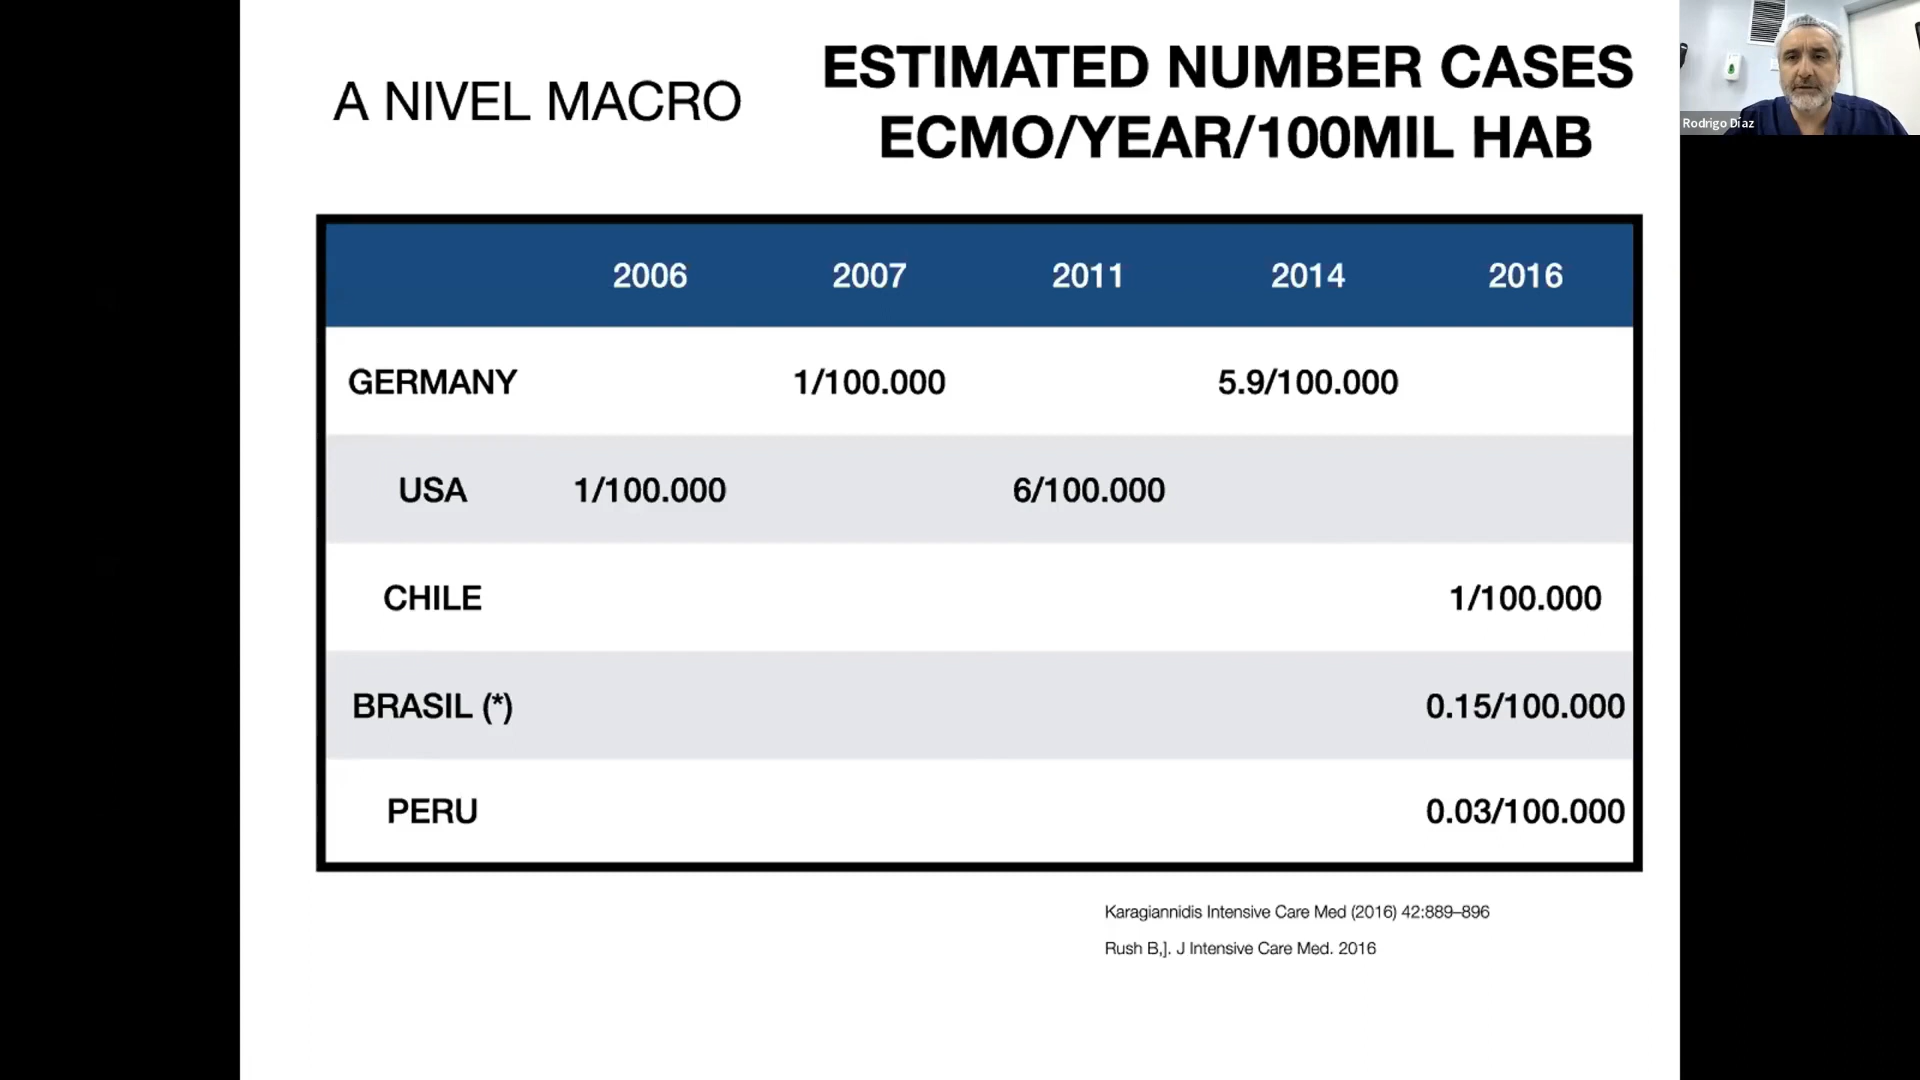 A NIVEL MACRO
ESTIMATED NUMBER CASES
ECMO/YEAR/100MIL HAB
Rodrigo Díaz
2006 2007 2011 2014 2016
GERMANY 1/100.000 5.9/100.000
USA 1/100.000 6/100.000
CHILE 1/100.000
BRASIL (*) 0.15/100.000
PERU 0.03/100.000
Karagiannidis Intensive Care Med (2016) 42:889–896
Rush B,]. J Intensive Care Med. 2016